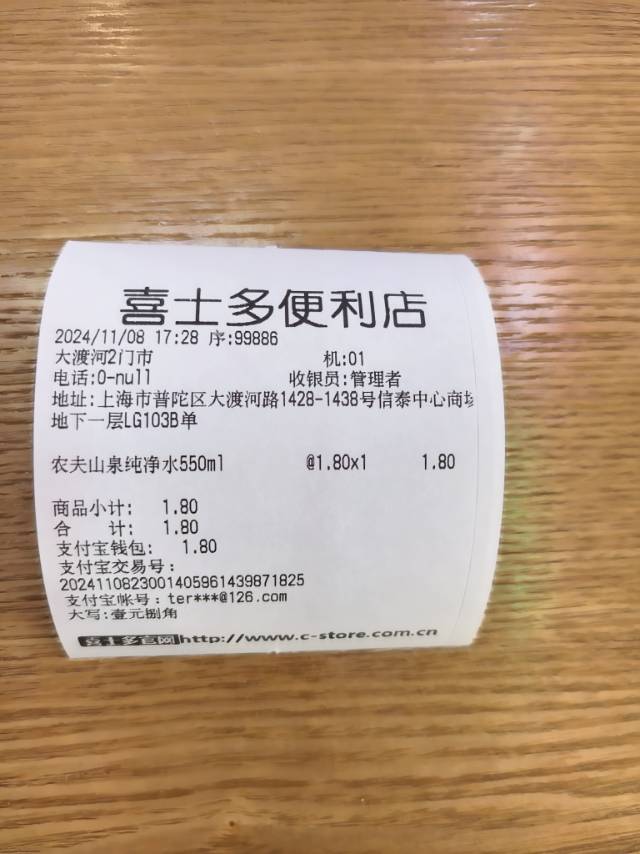 喜士多便利店
2024/11/08 17:28 序:99886
大渡河2门市 机:01
电话:0-null 收银员:管理者
地址:上海市普陀区大渡河路1428-1438号信泰中心商场
地下一层LG103B单
农夫山泉纯净水550ml @1.80x1 1.80
商品小计: 1.80
合 计: 1.80
支付宝钱包: 1.80
支付宝交易号:
2024110823001405961439871825
支付宝帐号:ter***@126.com
大写:壹元捌角
喜士多官网http://www.c-store.com.cn